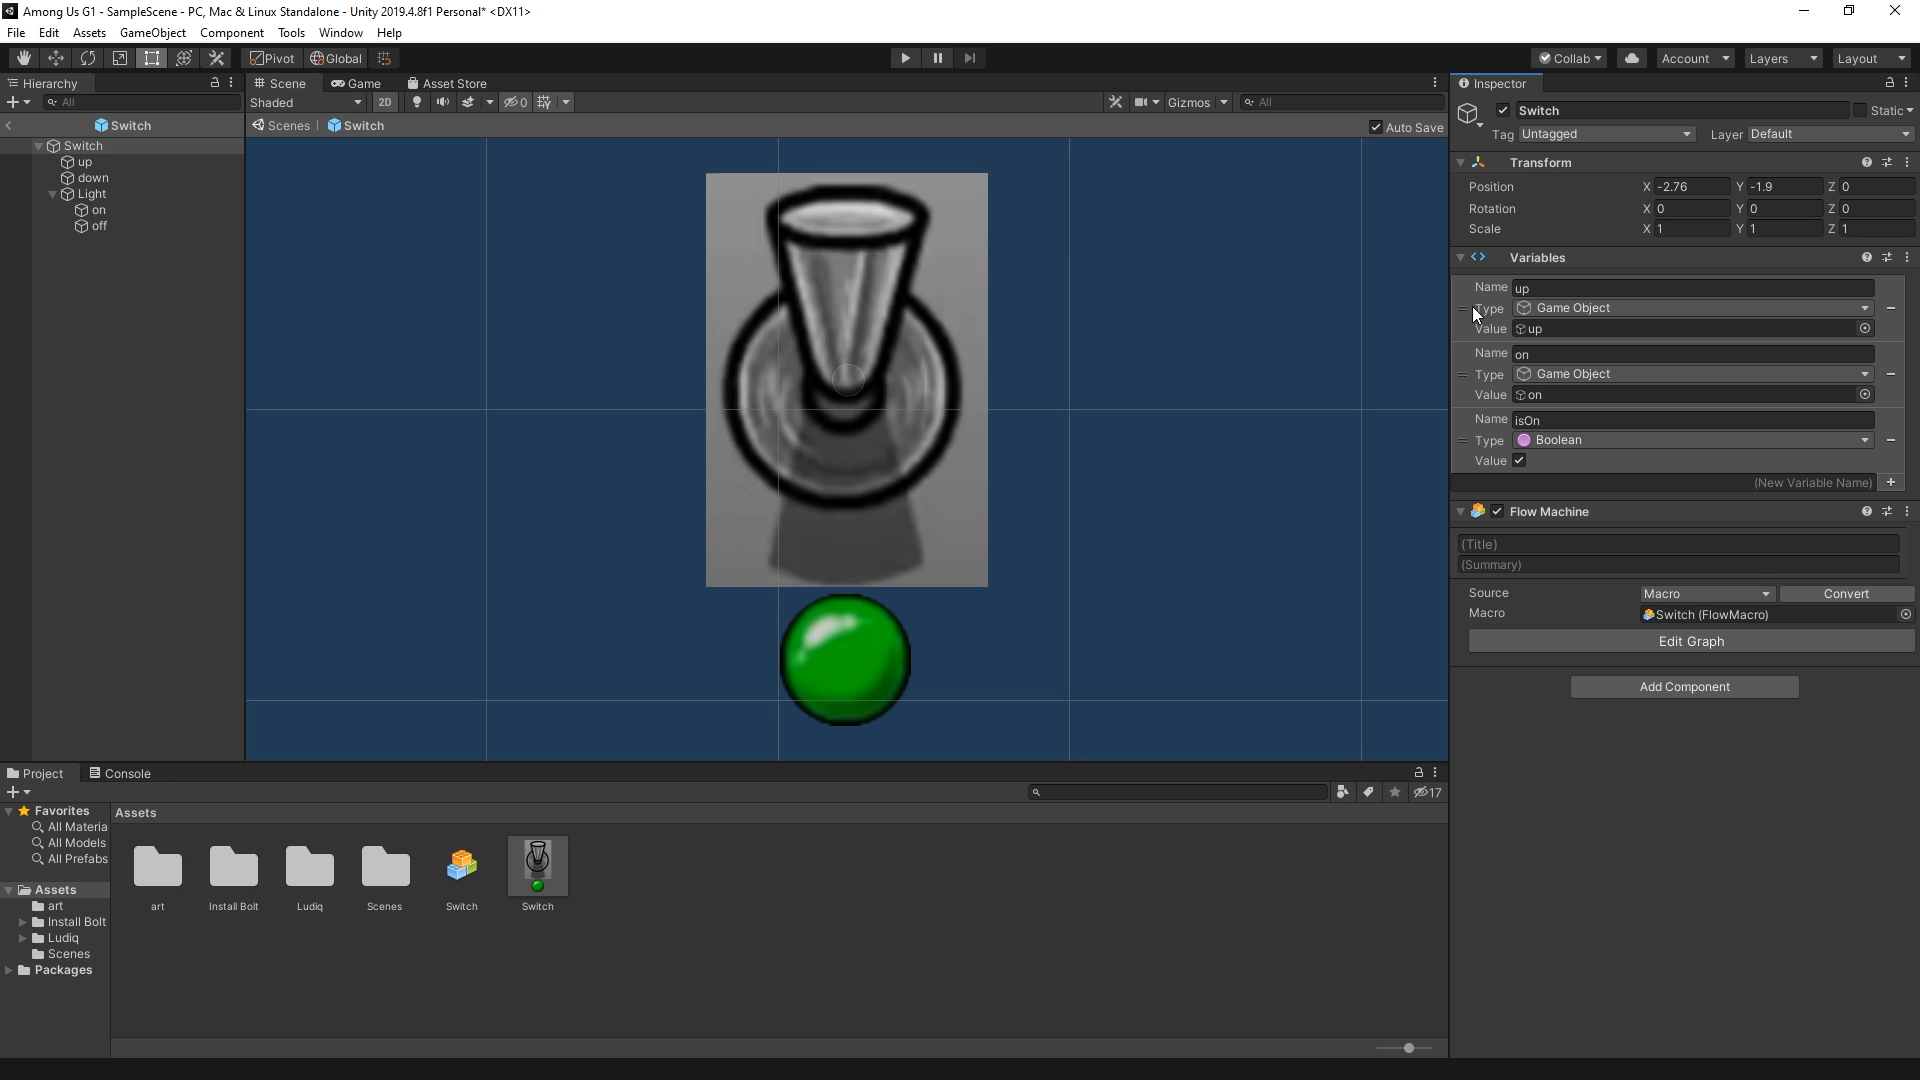 Among Us G1 - SampleScene - PC, Mac & Linux Standalone - Unity 2019.4.8f1 Personal* <DX11>
File Edit Assets GameObject Component Tools Window Help
Pivot Global Collab Account Layers Layout
Hierarchy Scene Game Asset Store Inspector
All Shaded 2D 0 Gizmos All
Switch Static
Switch Scenes Switch Auto Save
Tag Untagged Layer Default
Switch
up
down
Light
on
off
Transform
Position X -2.76 Y -1.9 Z 0
Rotation X 0 Y 0 Z 0
Scale X 1 Y 1 Z 1
Variables
Name up
Type Game Object
Value up
Name on
Type Game Object
Value on
Name isOn
Type Boolean
Value
(New Variable Name)
Flow Machine
(Title)
(Summary)
Source Macro Convert
Macro Switch (FlowMacro)
Edit Graph
Add Component
Project Console
17
Favorites
All Materia
All Models
All Prefabs
Assets
art
Install Bolt
Ludiq
Scenes
Packages
Assets
art Install Bolt Ludiq Scenes Switch Switch